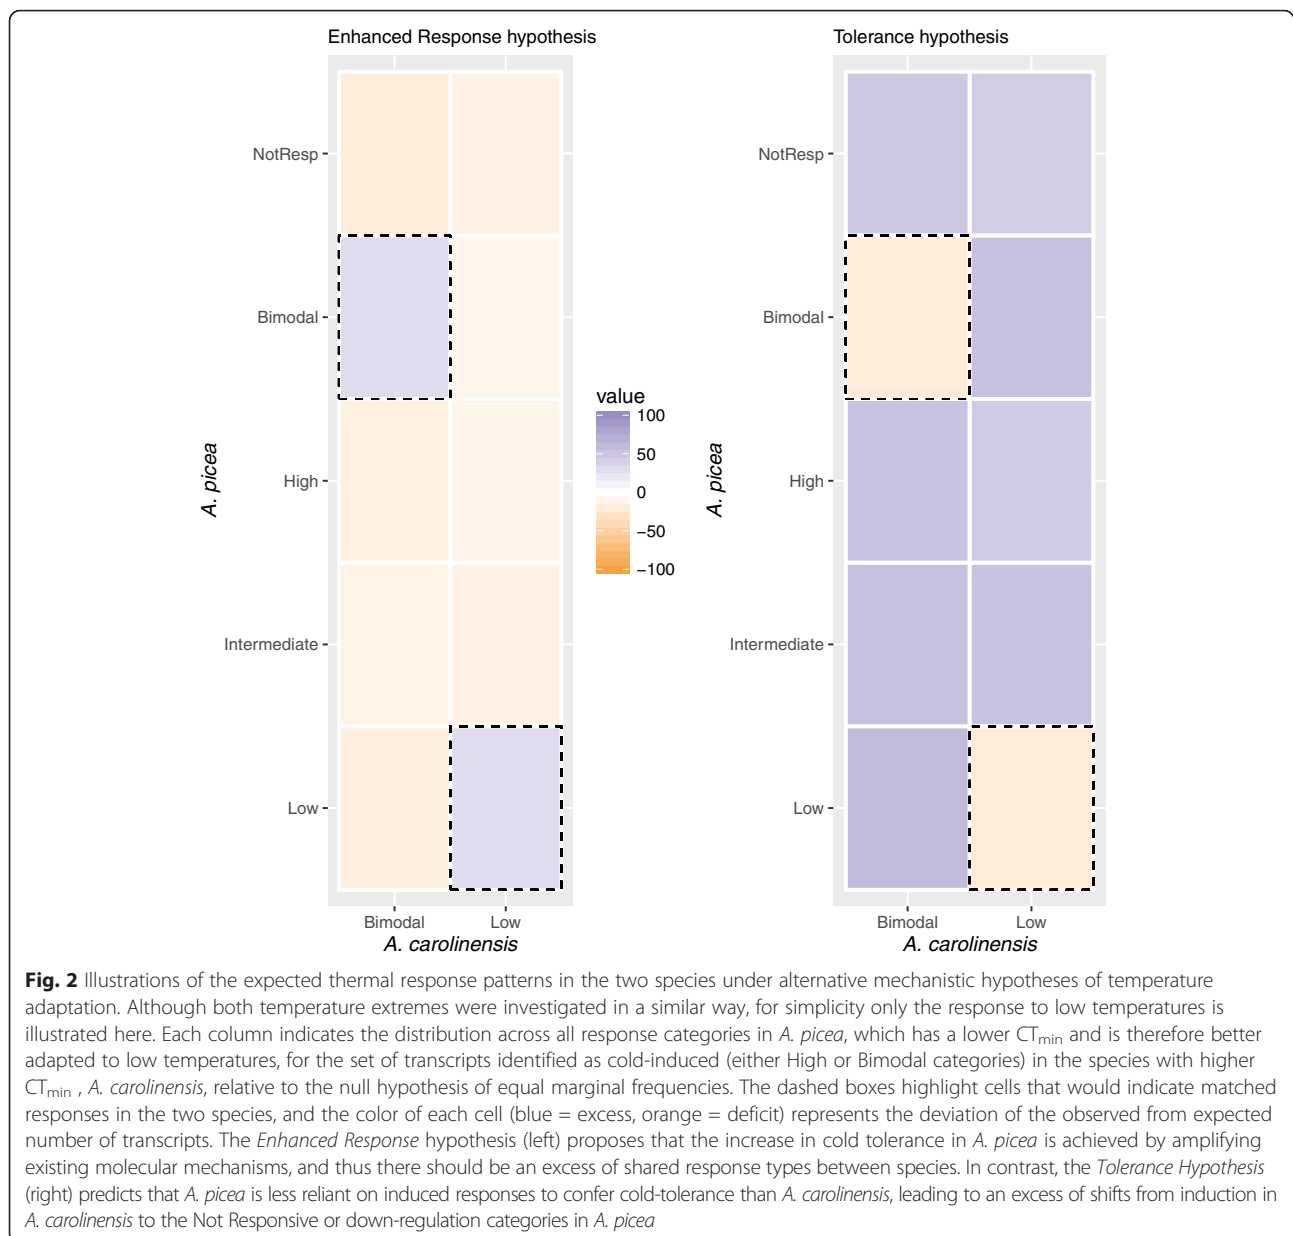 Enhanced Response hypothesis
Tolerance hypothesis
NotResp
Bimodal
High
Intermediate
Low
A. picea
Bimodal
Low
A. carolinensis
value
100
50
0
−50
−100
NotResp
Bimodal
High
Intermediate
Low
A. picea
Bimodal
Low
A. carolinensis
Fig. 2 Illustrations of the expected thermal response patterns in the two species under alternative mechanistic hypotheses of temperature
adaptation. Although both temperature extremes were investigated in a similar way, for simplicity only the response to low temperatures is
illustrated here. Each column indicates the distribution across all response categories in A. picea, which has a lower CTmin and is therefore better
adapted to low temperatures, for the set of transcripts identified as cold-induced (either High or Bimodal categories) in the species with higher
CTmin , A. carolinensis, relative to the null hypothesis of equal marginal frequencies. The dashed boxes highlight cells that would indicate matched
responses in the two species, and the color of each cell (blue = excess, orange = deficit) represents the deviation of the observed from expected
number of transcripts. The Enhanced Response hypothesis (left) proposes that the increase in cold tolerance in A. picea is achieved by amplifying
existing molecular mechanisms, and thus there should be an excess of shared response types between species. In contrast, the Tolerance Hypothesis
(right) predicts that A. picea is less reliant on induced responses to confer cold-tolerance than A. carolinensis, leading to an excess of shifts from induction in
A. carolinensis to the Not Responsive or down-regulation categories in A. picea